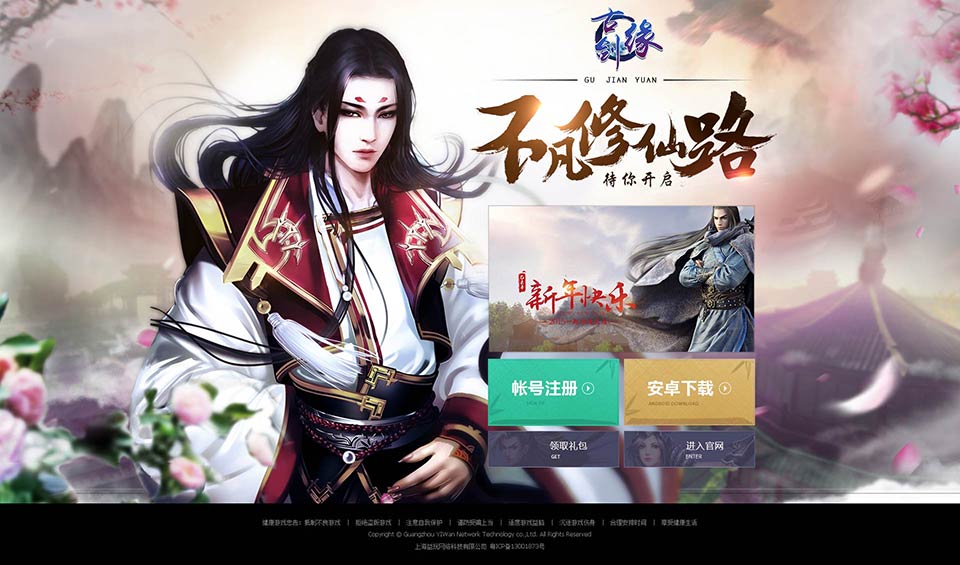 古剑缘
GU JIAN YUAN
不凡修仙路
待你开启
新年快乐
帐号注册
安卓下载
ANDROID DOWNLOAD
领取礼包
GET
进入官网
ENTER
健康游戏忠告：抵制不良游戏 | 拒绝盗版游戏 | 注意自我保护 | 谨防受骗上当 | 适度游戏益脑 | 沉迷游戏伤身 | 合理安排时间 | 享受健康生活
Copyright © Guangzhou YiWan Network Technology co.,Ltd. All Rights Reserved
上海益玩网络科技有限公司 粤ICP备13001873号